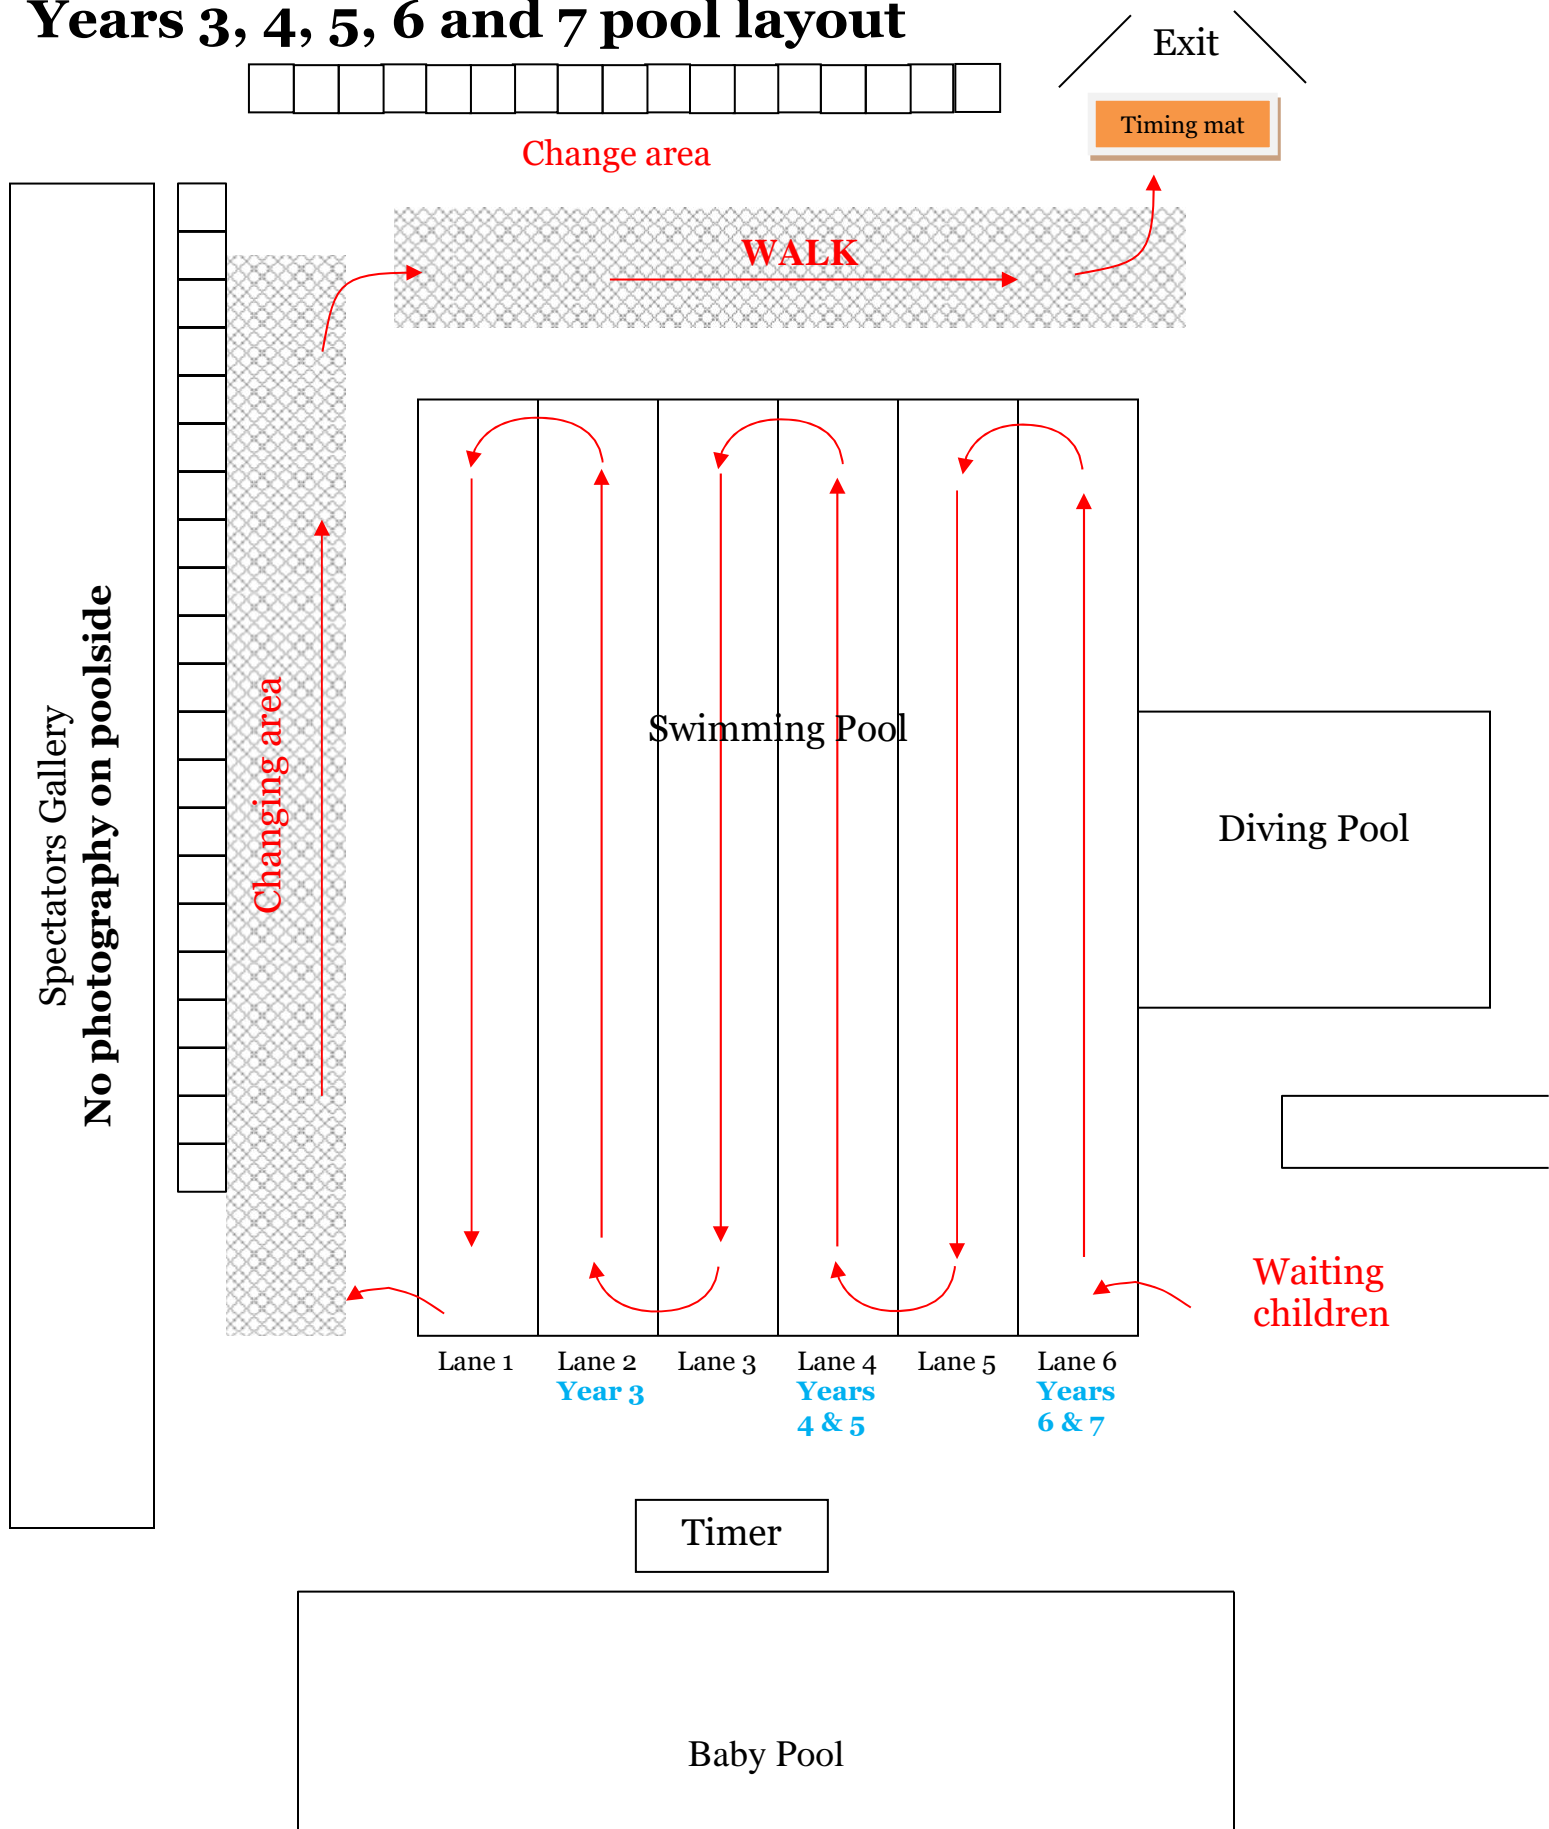 Years 3, 4, 5, 6 and 7 pool layout
Exit
Timing mat
Change area
WALK
Spectators Gallery
No photography on poolside
Changing area
Swimming Pool
Diving Pool
Waiting
children
Lane 1
Lane 2
Year 3
Lane 3
Lane 4
Years
4 & 5
Lane 5
Lane 6
Years
6 & 7
Timer
Baby Pool